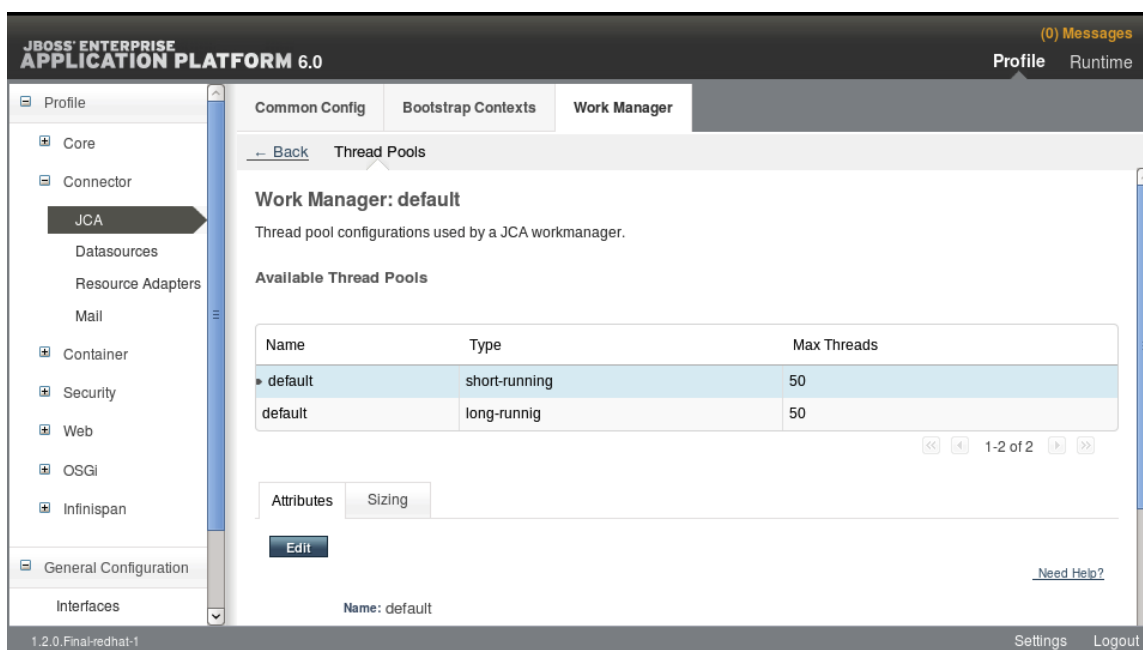 (0) Messages
JBOSS' ENTERPRISE
APPLICATION PLATFORM 6.0
Profile Runtime
Profile
Core
Connector
JCA
Datasources
Resource Adapters
Mail
Container
Security
Web
OSGi
Infinispan
General Configuration
Interfaces
Common Config Bootstrap Contexts Work Manager
← Back Thread Pools
Work Manager: default
Thread pool configurations used by a JCA workmanager.
Available Thread Pools
Name Type Max Threads
default short-running 50
default long-runnig 50
1-2 of 2
Attributes Sizing
Edit
Need Help?
Name: default
1.2.0.Final-redhat-1
Settings Logout